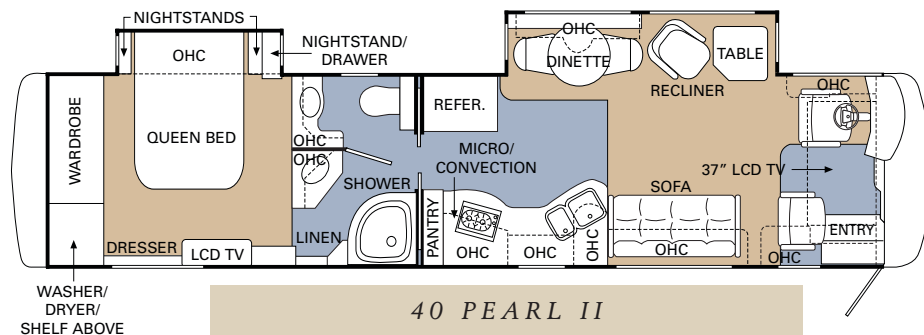 NIGHTSTANDS
OHC
NIGHTSTAND/
DRAWER
QUEEN BED
WARDROBE
DRESSER
LCD TV
WASHER/
DRYER/
SHELF ABOVE
OHC
OHC
LINEN
SHOWER
REFER.
MICRO/
CONVECTION
PANTRY
OHC
OHC
OHC
OHC
DINETTE
RECLINER
TABLE
SOFA
OHC
OHC
37” LCD TV
ENTRY
OHC
40 PEARL II